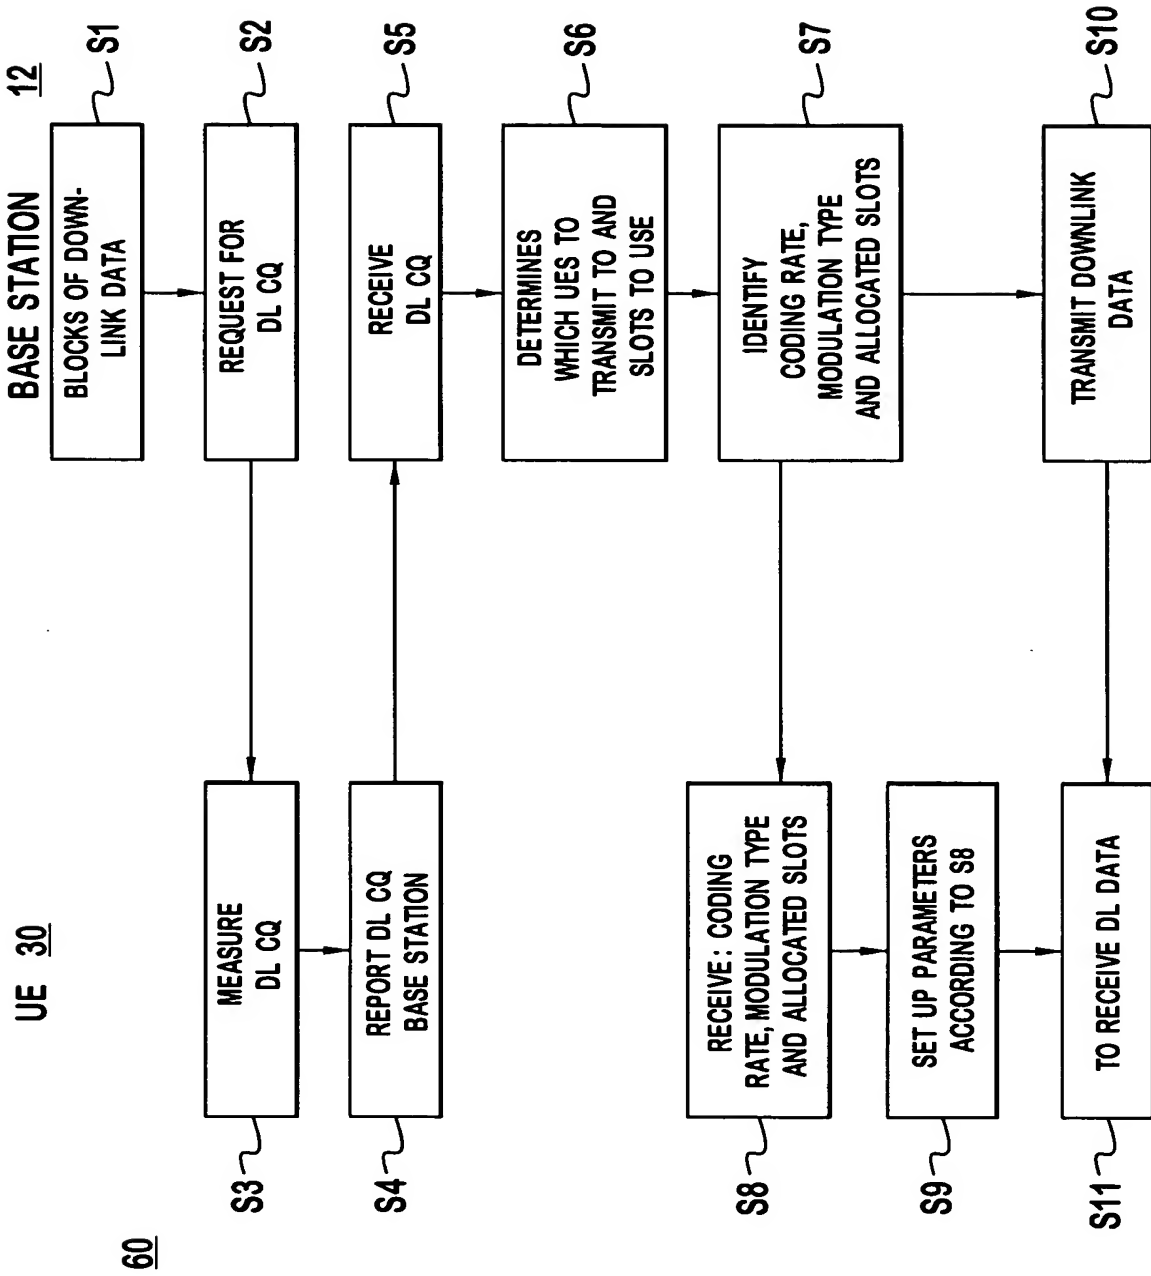 60
UE 30
BASE STATION 12
BLOCKS OF DOWN-
LINK DATA
S1
REQUEST FOR
DL CQ
S2
MEASURE
DL CQ
S3
REPORT DL CQ
BASE STATION
S4
RECEIVE
DL CQ
S5
DETERMINES
WHICH UES TO
TRANSMIT TO AND
SLOTS TO USE
S6
IDENTIFY
CODING RATE,
MODULATION TYPE
AND ALLOCATED SLOTS
S7
RECEIVE: CODING
RATE, MODULATION TYPE
AND ALLOCATED SLOTS
S8
SET UP PARAMETERS
ACCORDING TO S8
S9
TRANSMIT DOWNLINK
DATA
S10
TO RECEIVE DL DATA
S11